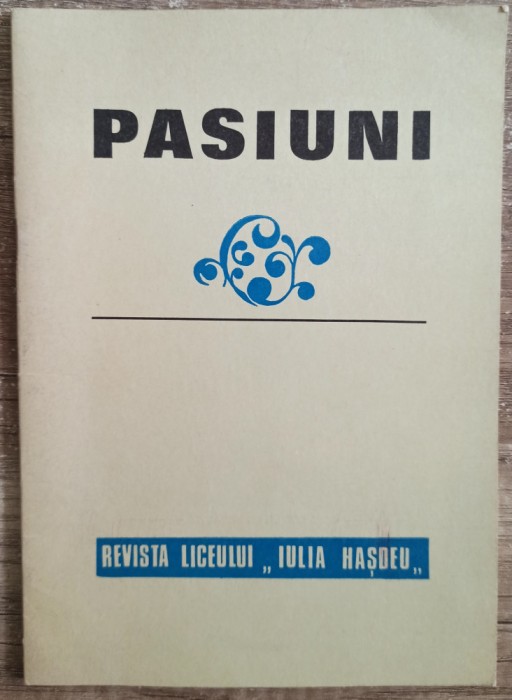 PASIUNI
REVISTA LICEULUI „ IULIA HAȘDEU „